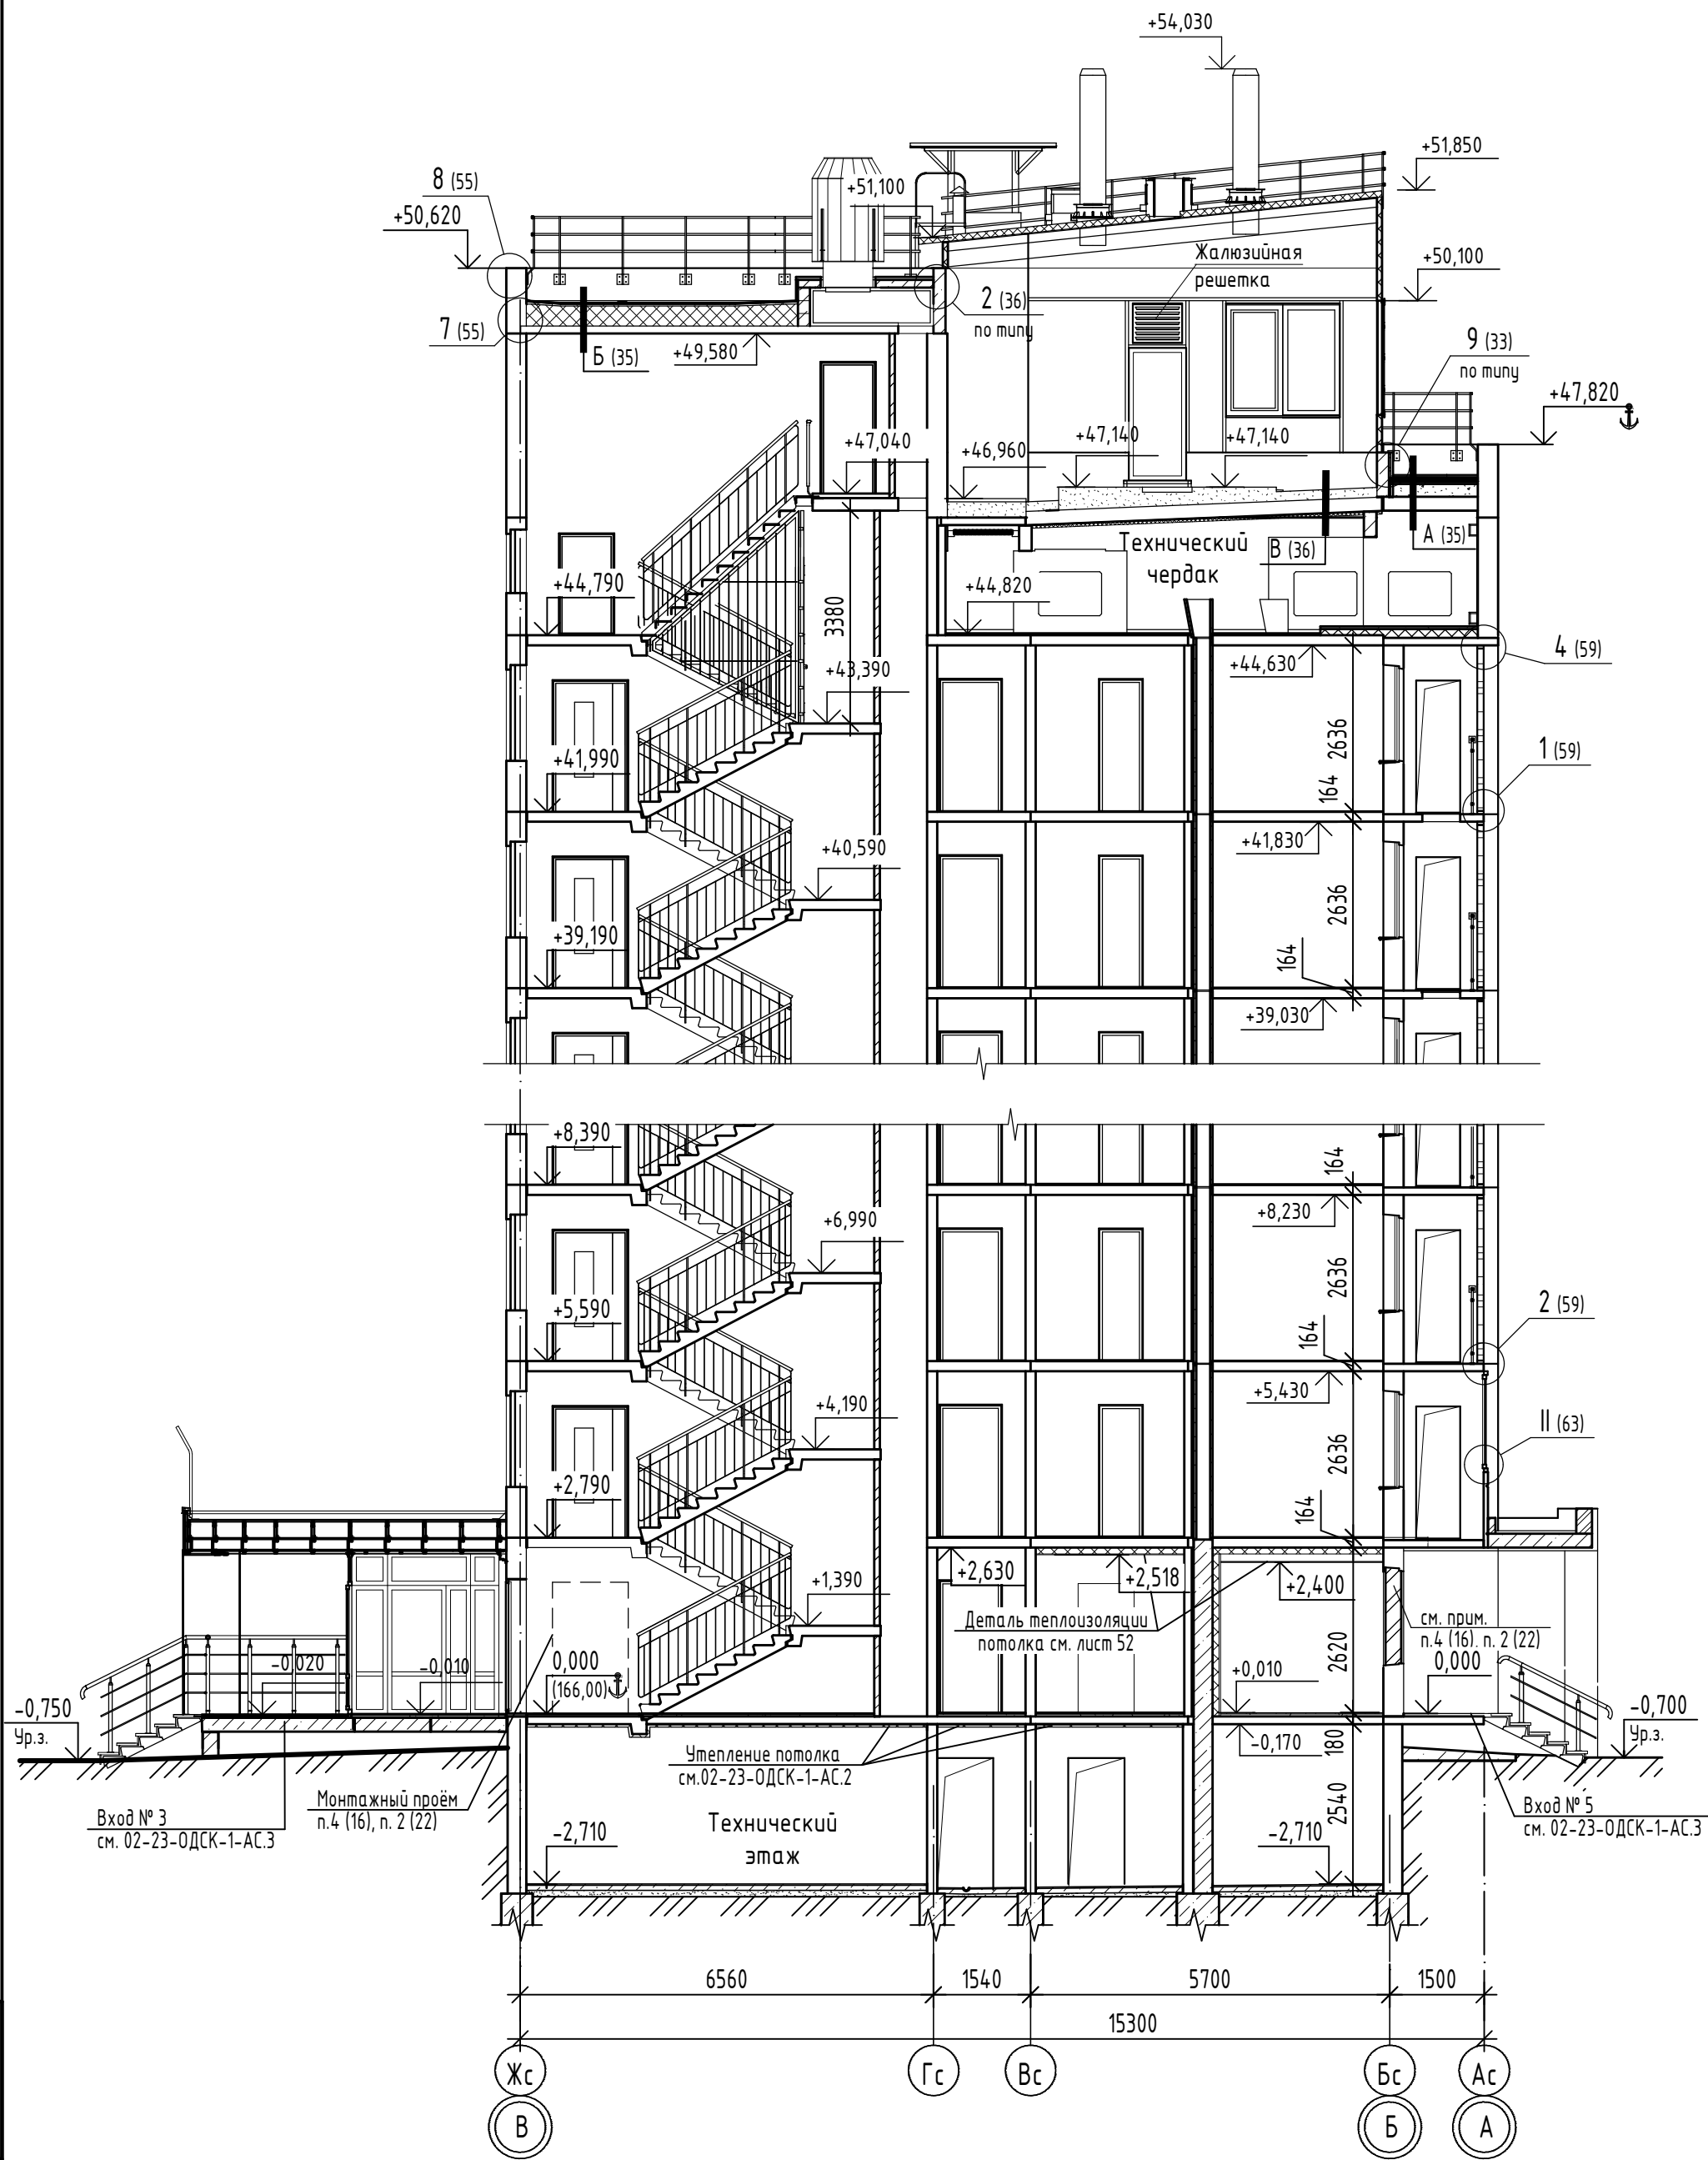 +54,030
+51,850
8 (55)
+51,100
+50,620
Жалюзийная
решетка
+50,100
2 (36)
по типу
7 (55)
9 (33)
по типу
Б (35)
+49,580
+47,820
+47,040
+46,960
+47,140
+47,140
А (35)
Технический
чердак
В (36)
+44,790
+44,820
3380
4 (59)
+44,630
+43,390
2636
1 (59)
+41,990
164
+41,830
+40,590
2636
+39,190
164
+39,030
+8,390
164
+8,230
+6,990
2636
+5,590
2 (59)
164
+5,430
+4,190
II (63)
2636
+2,790
164
+2,630
+2,518
+2,400
+1,390
Деталь теплоизоляции
потолка см. лист 52
см. прим.
п.4 (16), п. 2 (22)
2620
0,000
(166,00)
0,000
-0,020
-0,010
+0,010
-0,750
Ур.з.
-0,700
Ур.з.
180
-0,170
Утепление потолка
см.02-23-ОДСК-1-АС.2
Монтажный проём
п.4 (16), п. 2 (22)
Вход № 3
см. 02-23-ОДСК-1-АС.3
Вход № 5
см. 02-23-ОДСК-1-АС.3
2540
Технический
этаж
-2,710
-2,710
6560
1540
5700
1500
15300
Жс
Гс
Вс
Бс
Ас
В
Б
А